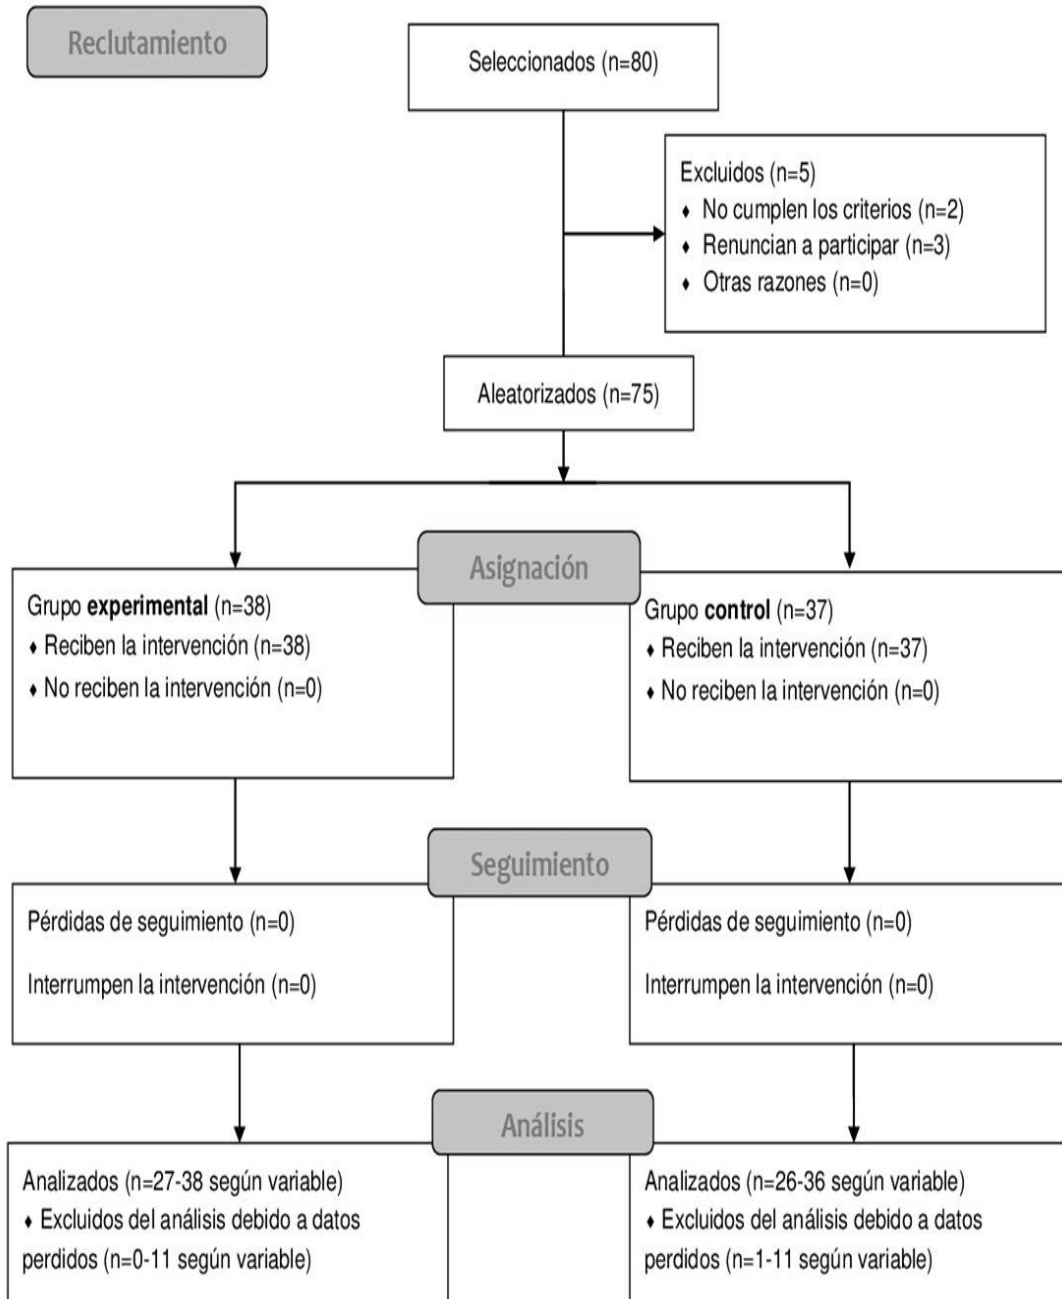 Reclutamiento
Seleccionados (n=80)
Excluidos (n=5)
♦ No cumplen los criterios (n=2)
♦ Renuncian a participar (n=3)
♦ Otras razones (n=0)
Aleatorizados (n=75)
Asignación
Grupo experimental (n=38)
♦ Reciben la intervención (n=38)
♦ No reciben la intervención (n=0)
Grupo control (n=37)
♦ Reciben la intervención (n=37)
♦ No reciben la intervención (n=0)
Seguimiento
Pérdidas de seguimiento (n=0)
Interrumpen la intervención (n=0)
Pérdidas de seguimiento (n=0)
Interrumpen la intervención (n=0)
Análisis
Analizados (n=27-38 según variable)
♦ Excluidos del análisis debido a datos
perdidos (n=0-11 según variable)
Analizados (n=26-36 según variable)
♦ Excluidos del análisis debido a datos
perdidos (n=1-11 según variable)